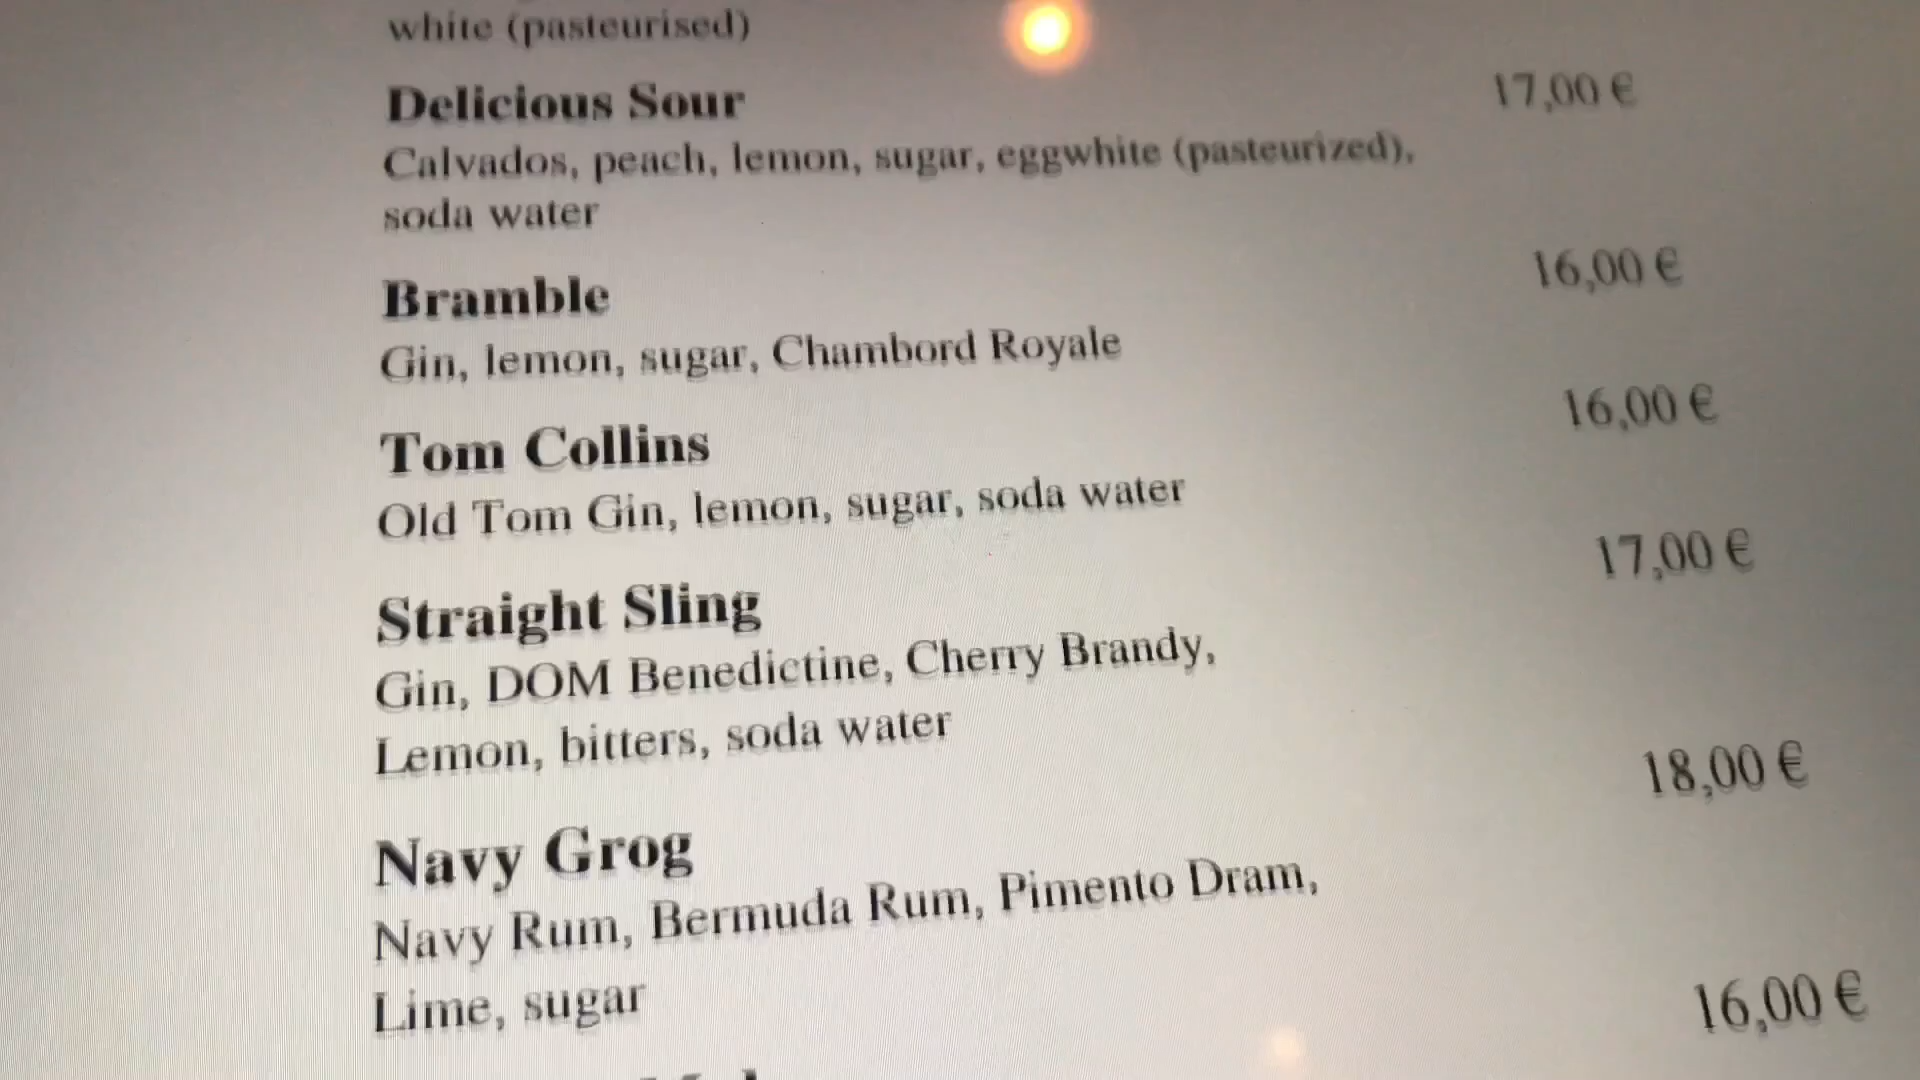 white (pasteurised)
Delicious Sour 17,00 €
Calvados, peach, lemon, sugar, eggwhite (pasteurized),
soda water
Bramble 16,00 €
Gin, lemon, sugar, Chambord Royale
Tom Collins 16,00 €
Old Tom Gin, lemon, sugar, soda water
Straight Sling 17,00 €
Gin, DOM Benedictine, Cherry Brandy,
Lemon, bitters, soda water
Navy Grog 18,00 €
Navy Rum, Bermuda Rum, Pimento Dram,
Lime, sugar
16,00 €